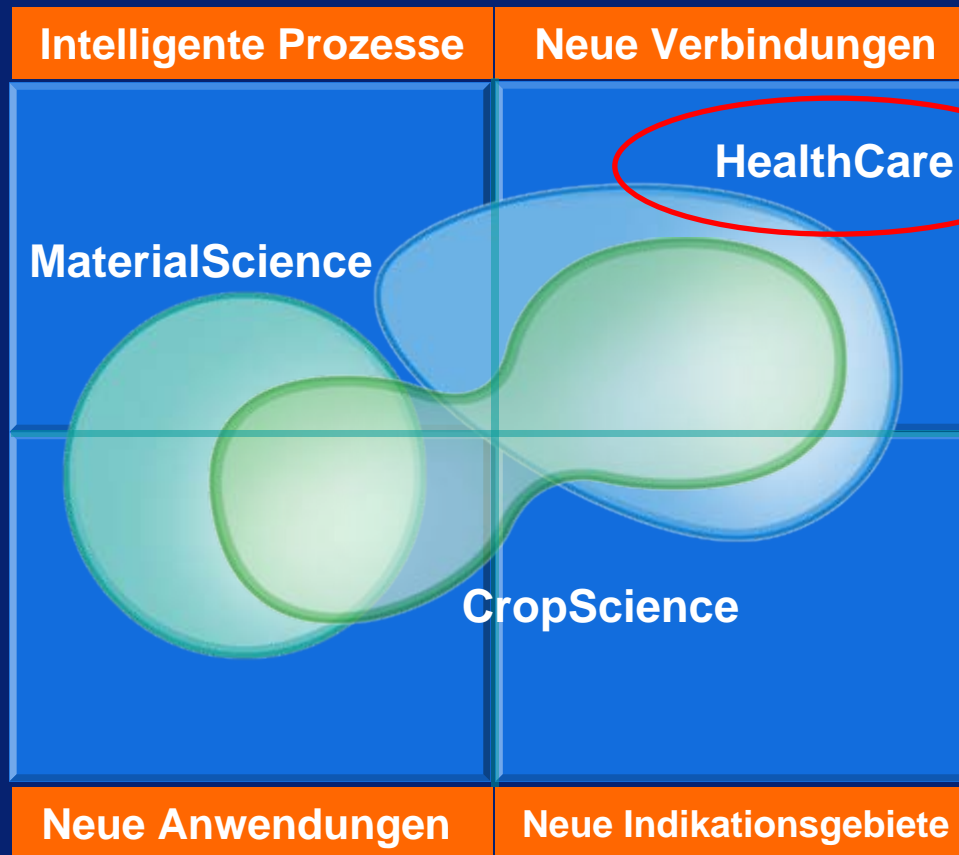 Intelligente Prozesse
Neue Verbindungen
HealthCare
MaterialScience
CropScience
Neue Anwendungen
Neue Indikationsgebiete